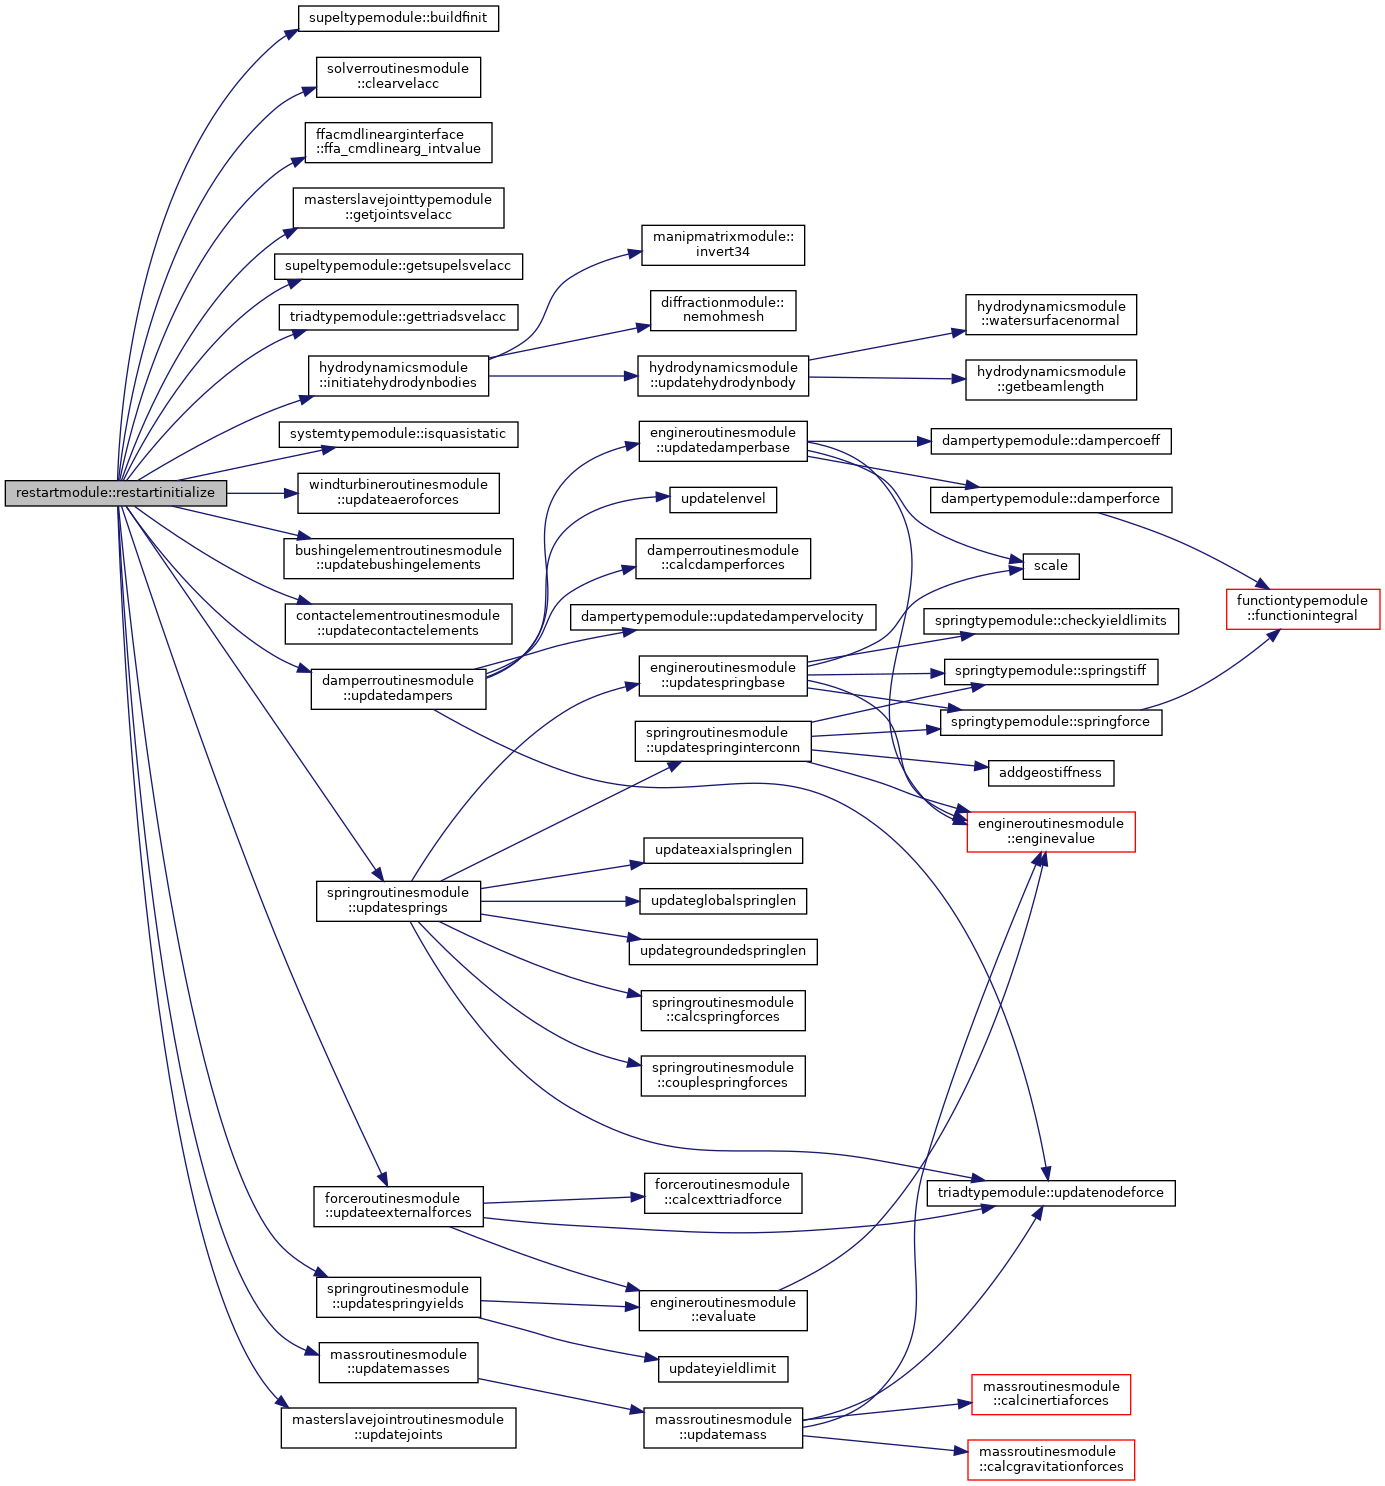 supeltypemodule::buildfinit
solverroutinesmodule
::clearvelacc
ffacmdlinearginterface
::ffa_cmdlinearg_intvalue
masterslavejointtypemodule
::getjointsvelacc
supeltypemodule::getsupelsvelacc
triadtypemodule::gettriadsvelacc
hydrodynamicsmodule
::initiatehydrodynbodies
systemtypemodule::isquasistatic
restartmodule::restartinitialize
windturbineroutinesmodule
::updateaeroforces
bushingelementroutinesmodule
::updatebushingelements
contactelementroutinesmodule
::updatecontactelements
damperroutinesmodule
::updatedampers
springroutinesmodule
::updatesprings
forceroutinesmodule
::updateexternalforces
springroutinesmodule
::updatespringyields
massroutinesmodule
::updatemasses
masterslavejointroutinesmodule
::updatejoints
manipmatrixmodule::
invert34
diffractionmodule::
nemohmesh
hydrodynamicsmodule
::updatehydrodynbody
engineroutinesmodule
::updatedamperbase
updatelenvel
damperroutinesmodule
::calcdamperforces
dampertypemodule::updatedampervelocity
engineroutinesmodule
::updatespringbase
springroutinesmodule
::updatespringinterconn
updateaxialspringlen
updateglobalspringlen
updategroundedspringlen
springroutinesmodule
::calcspringforces
springroutinesmodule
::couplespringforces
forceroutinesmodule
::calcexttriadforce
engineroutinesmodule
::evaluate
updateyieldlimit
massroutinesmodule
::updatemass
hydrodynamicsmodule
::watersurfacenormal
hydrodynamicsmodule
::getbeamlength
dampertypemodule::dampercoeff
dampertypemodule::damperforce
scale
springtypemodule::checkyieldlimits
springtypemodule::springstiff
springtypemodule::springforce
addgeostiffness
engineroutinesmodule
::enginevalue
triadtypemodule::updatenodeforce
massroutinesmodule
::calcinertiaforces
massroutinesmodule
::calcgravitationforces
functiontypemodule
::functionintegral